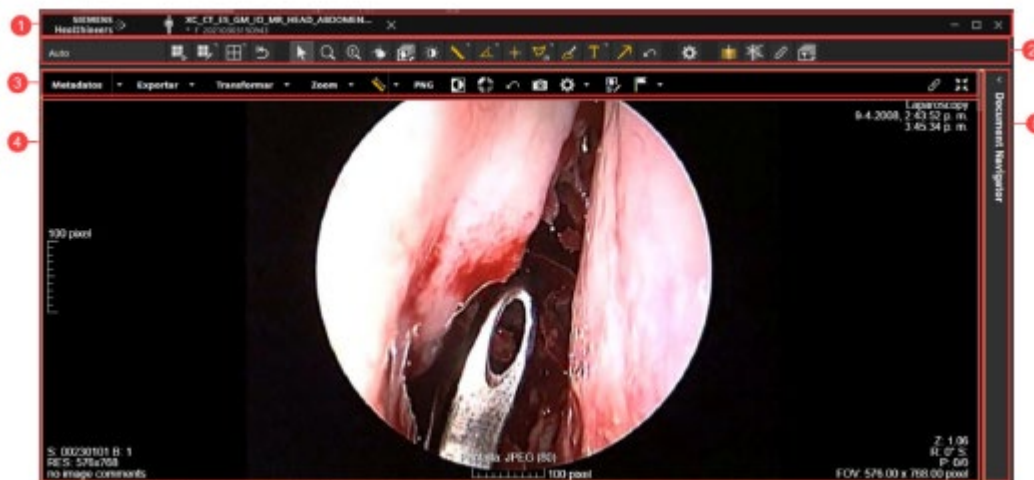 1
SIEMENS
Healthineers
XC_CT_ES_GM_IO_MR_HEAD_ABDOMEN...
2
Auto
3
Metadatos Exportar Transformar Zoom PNG
4
Laparoscopy
9-4-2008, 2:43:52 p. m.
3:45:34 p. m.
Document Navigator
100 pixel
S: 00230101 B: 1
RES: 576x768
no image comments
Pantalla: JPEG (80)
100 pixel
Z: 1.06
R: 0° S:
P: 0/0
FOV: 576.00 x 768.00 pixel